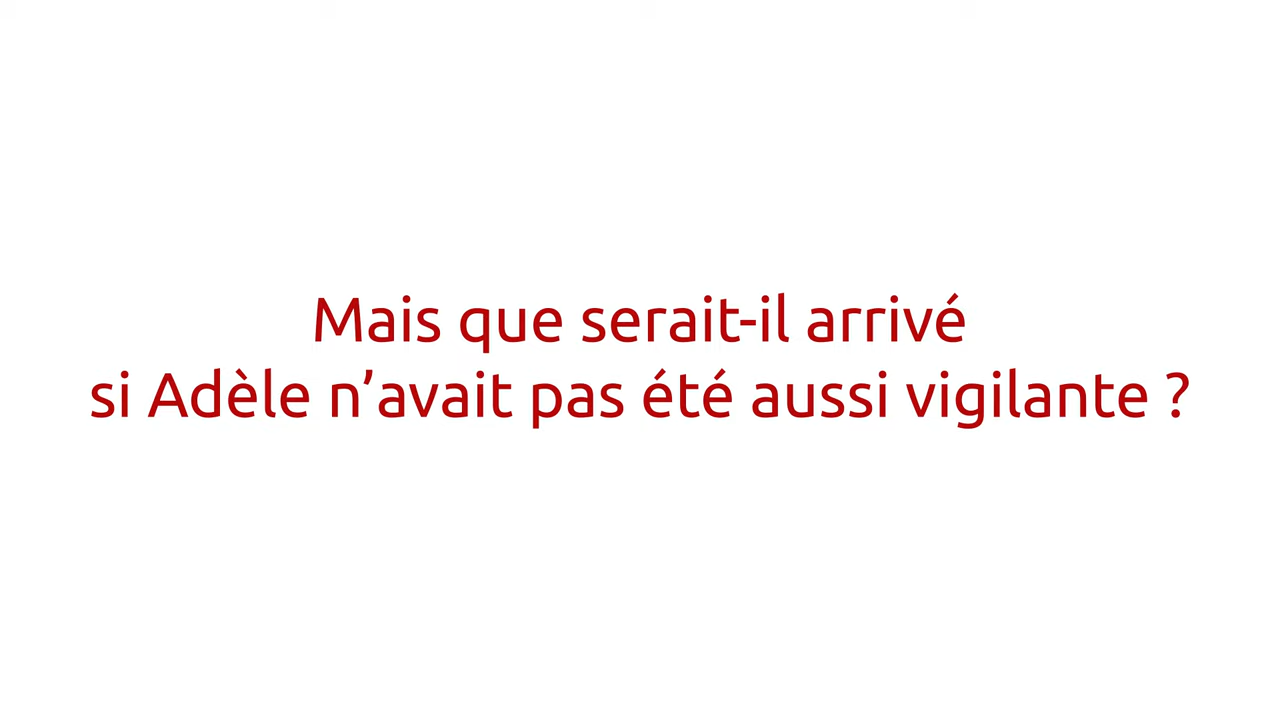 Mais que serait-il arrivé
si Adèle n’avait pas été aussi vigilante ?